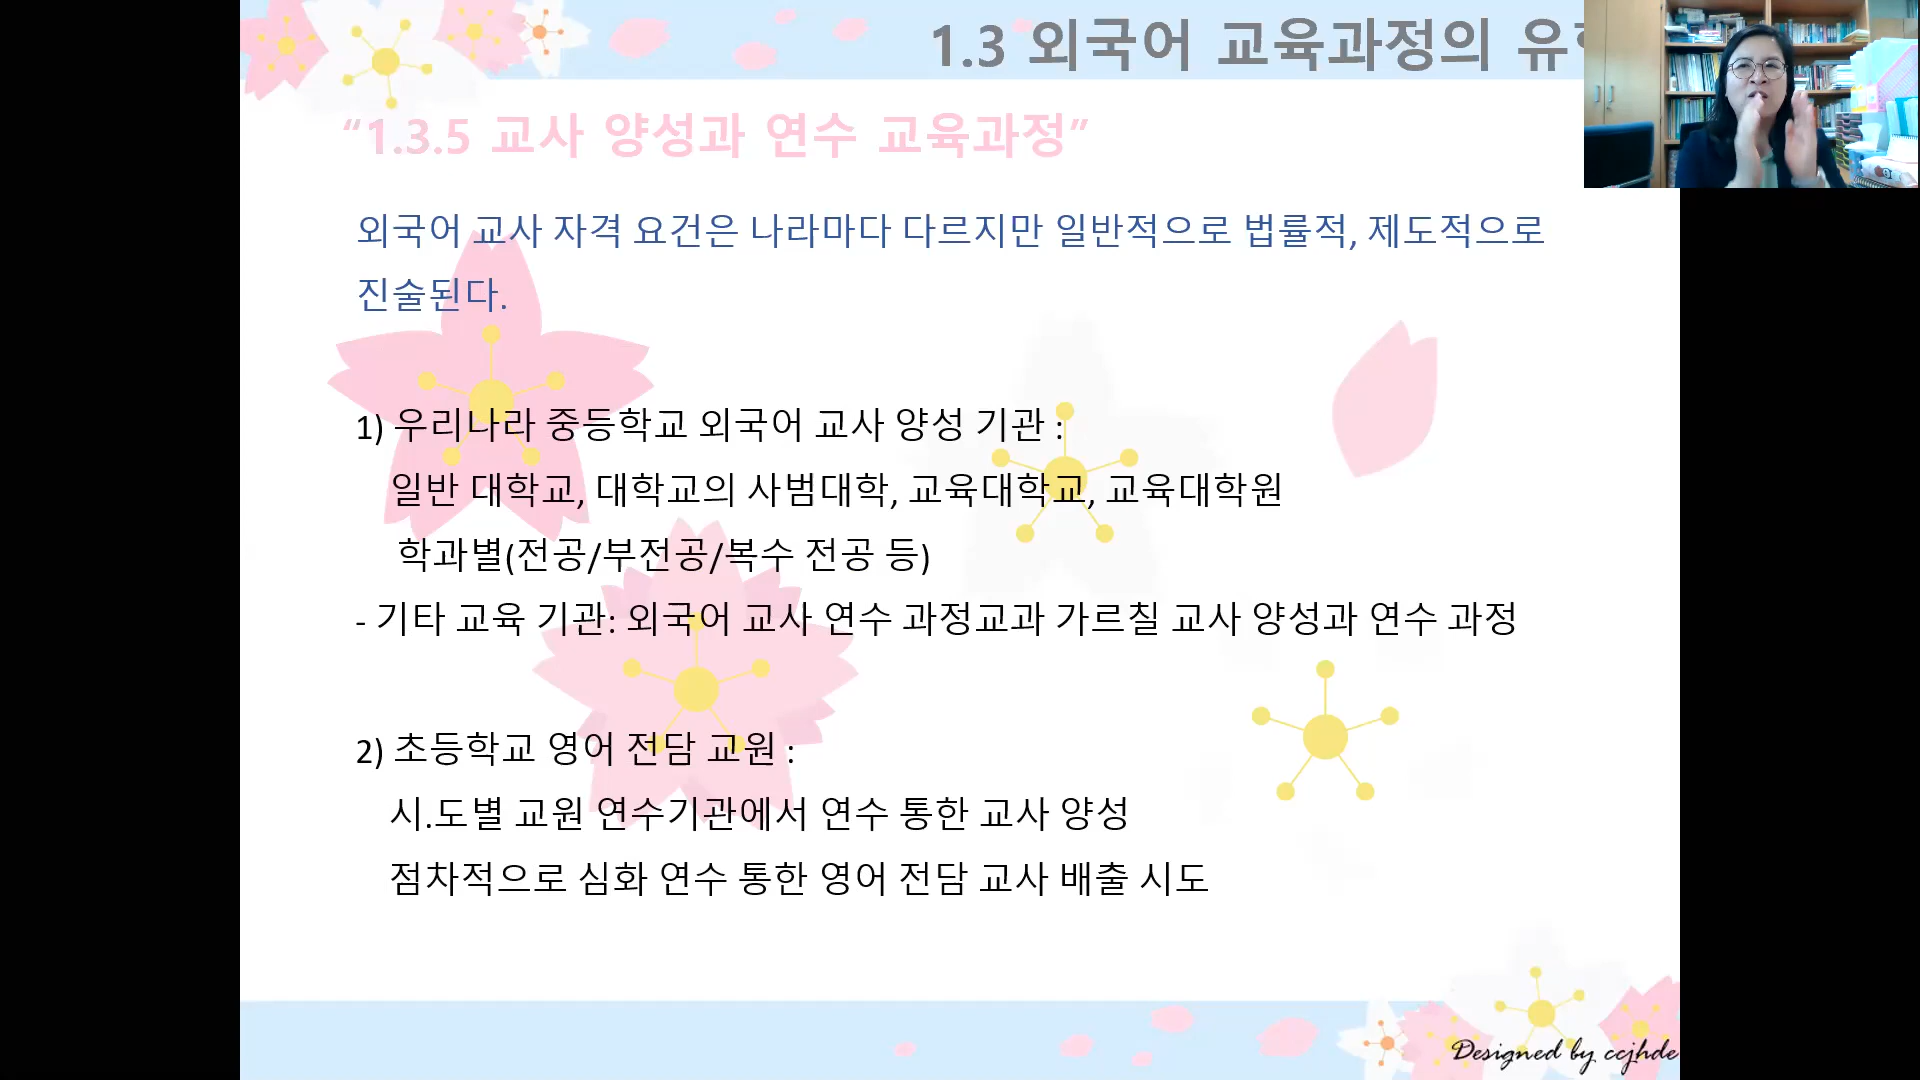 1.3 외국어 교육과정의
“1.3.5 교사 양성과 연수 교육과정”
외국어 교사 자격 요건은 나라마다 다르지만 일반적으로 법률적, 제도적으로
진술된다.
1) 우리나라 중등학교 외국어 교사 양성 기관 :
일반 대학교, 대학교의 사범대학, 교육대학교, 교육대학원
학과별(전공/부전공/복수 전공 등)
- 기타 교육 기관: 외국어 교사 연수 과정교과 가르칠 교사 양성과 연수 과정
2) 초등학교 영어 전담 교원 :
시.도별 교원 연수기관에서 연수 통한 교사 양성
점차적으로 심화 연수 통한 영어 전담 교사 배출 시도
Designed by ccjhde